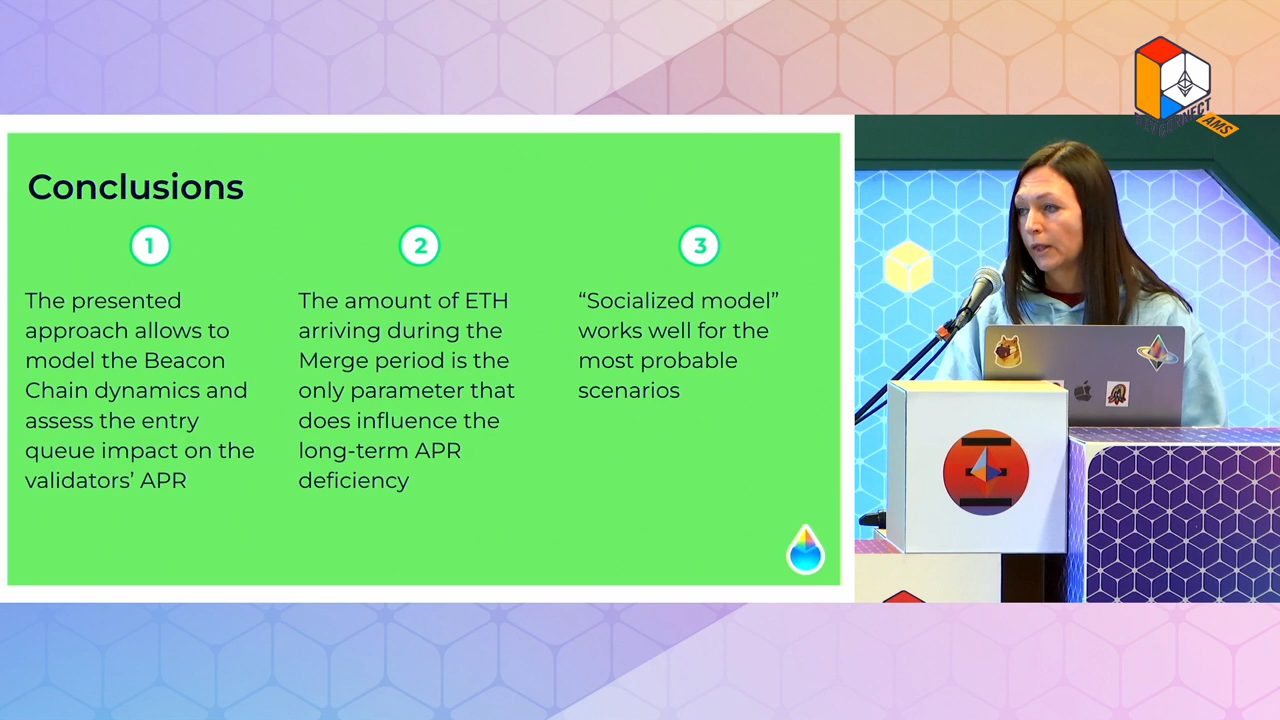 Conclusions
1
The presented
approach allows to
model the Beacon
Chain dynamics and
assess the entry
queue impact on the
validators’ APR
2
The amount of ETH
arriving during the
Merge period is the
only parameter that
does influence the
long-term APR
deficiency
3
“Socialized model”
works well for the
most probable
scenarios
AMS